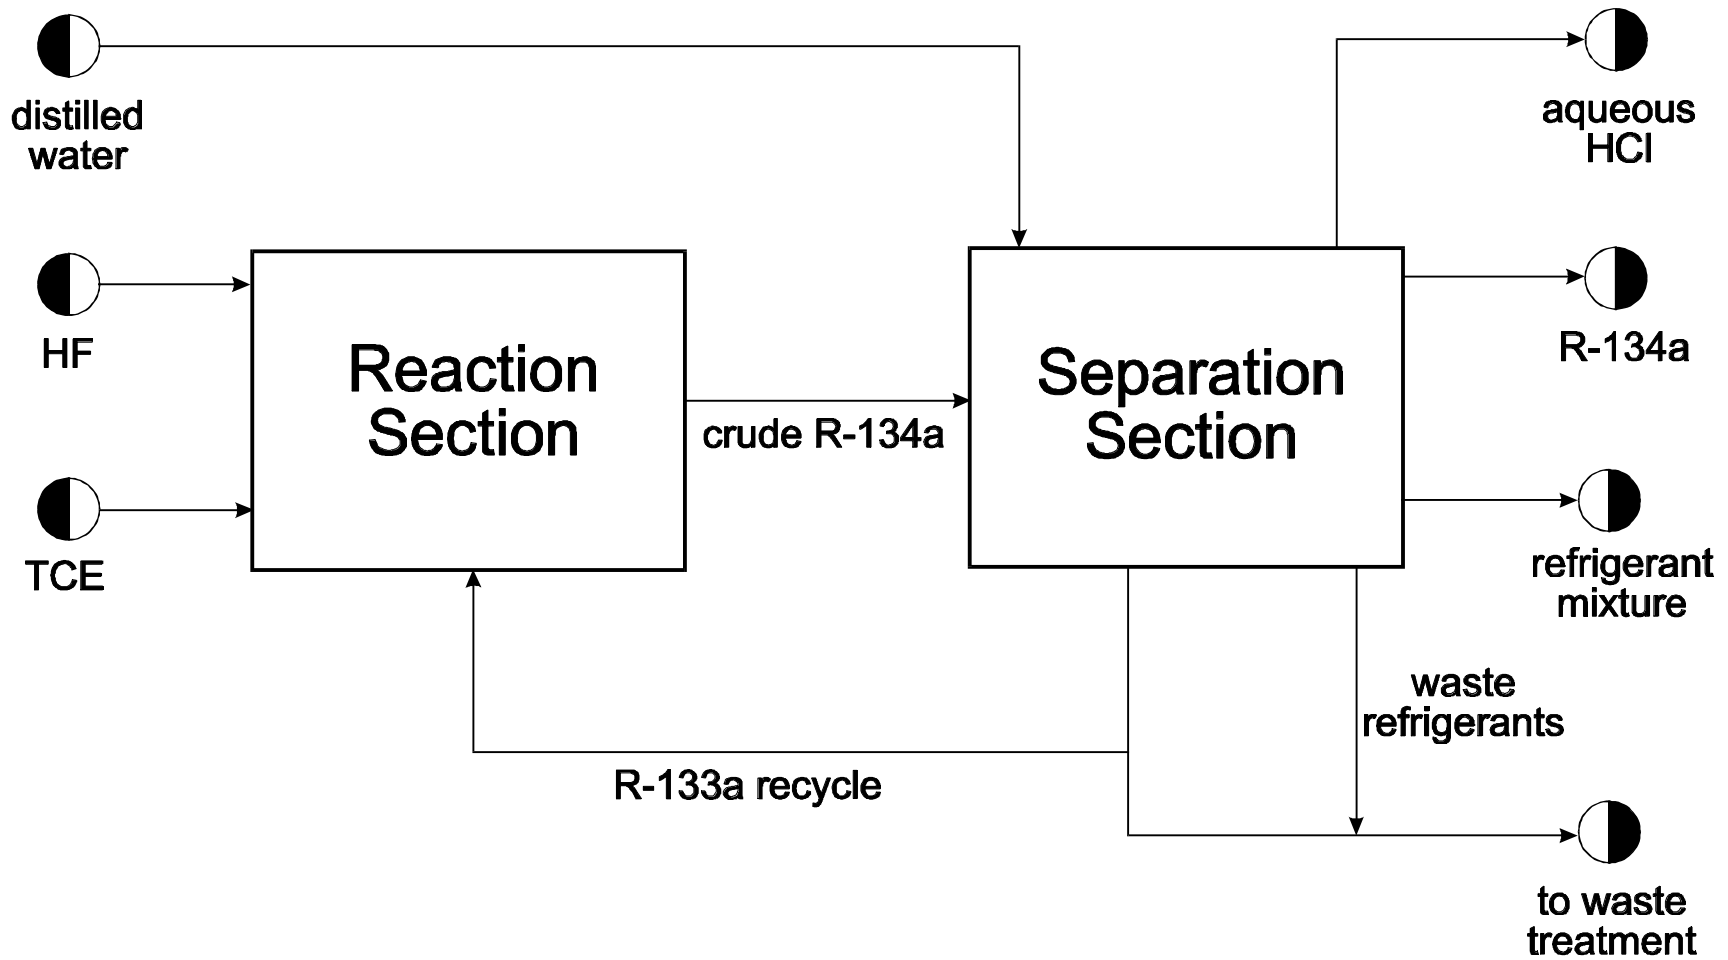 distilled
water
aqueous
HCl
HF
R-134a
Reaction
Section
crude R-134a
Separation
Section
TCE
refrigerant
mixture
waste
refrigerants
R-133a recycle
to waste
treatment